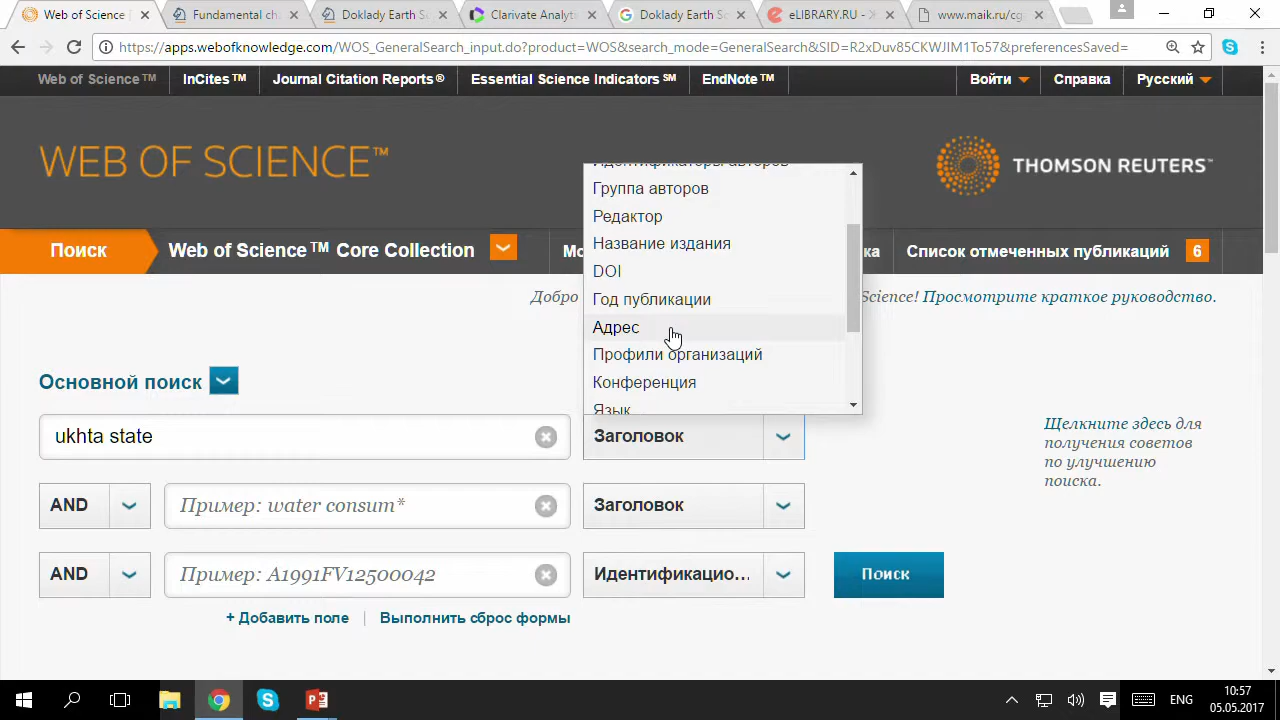 Web of Science [
Fundamental ch
Doklady Earth S
Clarivate Analyti
Doklady Earth Sc
eLIBRARY.RU - Ж
www.maik.ru/cg
https://apps.webofknowledge.com/WOS_GeneralSearch_input.do?product=WOS&search_mode=GeneralSearch&SID=R2xDuv85CKWJIM1To57&preferencesSaved=
Web of Science™
InCites™
Journal Citation Reports®
Essential Science Indicators℠
EndNote™
Войти
Справка
Русский
WEB OF SCIENCE™
THOMSON REUTERS™
Поиск
Web of Science™ Core Collection
Мо
ка
Список отмеченных публикаций
6
Добро
Science! Просмотрите краткое руководство.
Идентификаторы авторов
Группа авторов
Редактор
Название издания
DOI
Год публикации
Адрес
Профили организаций
Конференция
Язык
Основной поиск
ukhta state
Заголовок
Щелкните здесь для
получения советов
по улучшению
поиска.
AND
Пример: water consum*
Заголовок
AND
Пример: A1991FV12500042
Идентификацио...
Поиск
+ Добавить поле
|
Выполнить сброс формы
ENG
10:57
05.05.2017